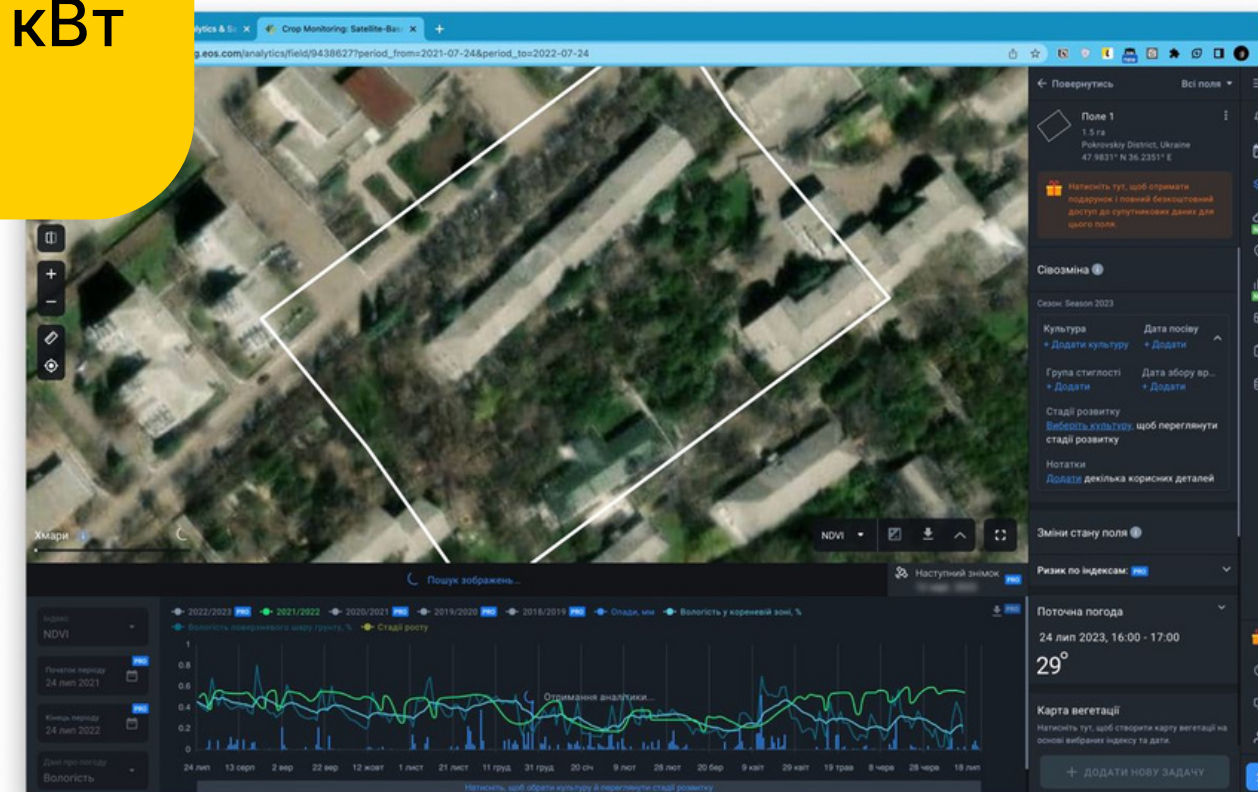 кВт
Crop Monitoring: Satellite-Bas
g.eos.com/analytics/field/9438627?period_from=2021-07-24&period_to=2022-07-24
Повернутись
Всі поля
Поле 1
1.5 га
Pokrovskiy District, Ukraine
47.9831° N 36.2351° E
Натисніть тут, щоб отримати
подарунок і повний безкоштовний
доступ до супутникових даних для
цього поля.
Сівозміна
Сезон: Season 2023
Культура
Дата посіву
+ Додати культуру
+ Додати
Група стиглості
Дата збору вр...
+ Додати
+ Додати
Стадії розвитку
Виберіть культуру, щоб переглянути
стадії розвитку
Нотатки
Додати декілька корисних деталей
Зміни стану поля
Ризик по індексам: PRO
Поточна погода
24 лип 2023, 16:00 - 17:00
29°
Карта вегетації
Натисніть тут, щоб створити карту вегетації на
основі вибраних індексу та дати.
+ ДОДАТИ НОВУ ЗАДАЧУ
Хмари
NDVI
Пошук зображень...
Наступний знімок
PRO
Індекс
NDVI
Початок періоду
PRO
24 лип 2021
Кінець періоду
PRO
24 лип 2022
Дані про погоду
Вологість
2022/2023 PRO 2021/2022 2020/2021 PRO 2019/2020 PRO 2018/2019 PRO Опади, мм Вологість у кореневій зоні, %
PRO
Вологість поверхневого шару ґрунту, % Стадії росту
1
0.8
0.6
0.4
0.2
0
Отримання аналітики...
24 лип 13 серп 2 вер 22 вер 12 жовт 1 лист 21 лист 11 груд 31 груд 20 січ 9 лют 28 лют 20 бер 9 квіт 29 квіт 19 трав 8 черв 28 черв 18 лип
Натисніть, щоб обрати культуру й переглянути стадії розвитку